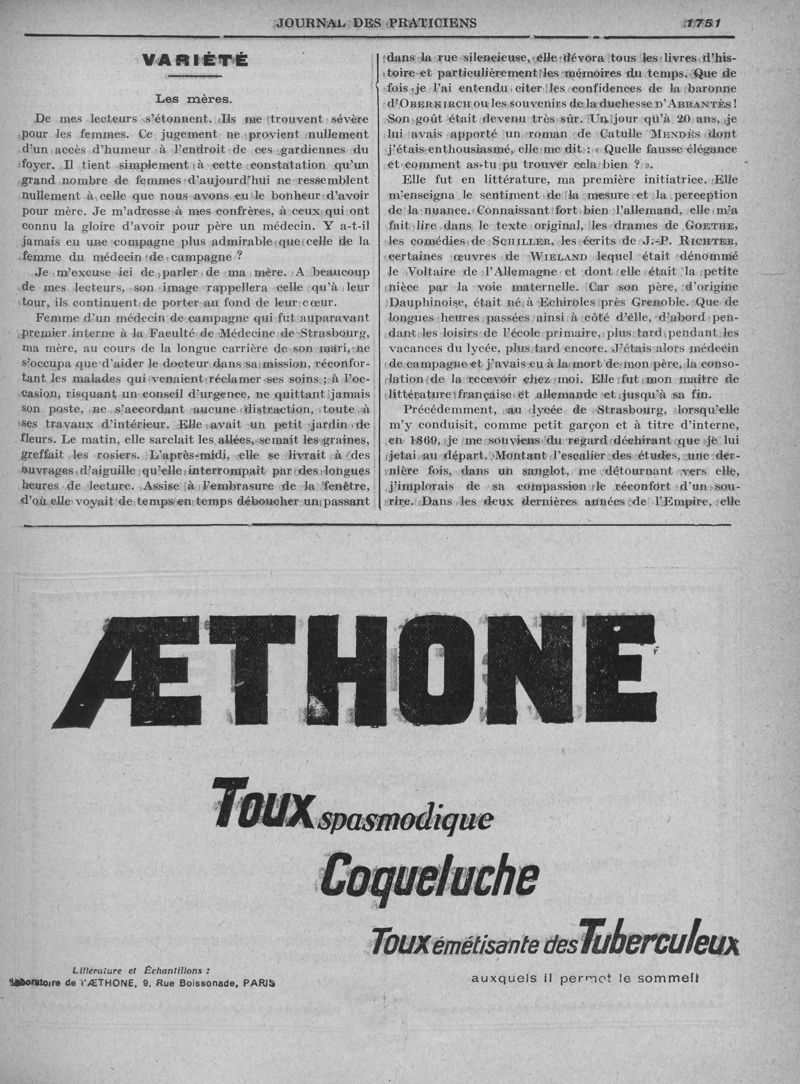 JOURNAL DES PRATICIENS 1751
VARIÉTÉ
Les mères.
De mes lecteurs s'étonnent. Ils me trouvent sévère
pour les femmes. Ce jugement ne provient nullement
d'un accès d'humeur à l'endroit de ces gardiennes du
foyer. Il tient simplement à cette constatation qu'un
grand nombre de femmes d'aujourd'hui ne ressemblent
nullement à celle que nous avons eu le bonheur d'avoir
pour mère. Je m'adresse à mes confrères, à ceux qui ont
connu la gloire d'avoir pour père un médecin. Y a-t-il
jamais eu une compagne plus admirable que celle de la
femme du médecin de campagne ?
Je m'excuse ici de parler de ma mère. A beaucoup
de mes lecteurs, son image rappellera celle qu'à leur
tour, ils continuent de porter au fond de leur cœur.
Femme d'un médecin de campagne qui fut auparavant
premier interne à la Faculté de Médecine de Strasbourg,
ma mère, au cours de la longue carrière de son mari, ne
s'occupa que d'aider le docteur dans sa mission, réconfor-
tant les malades qui venaient réclamer ses soins ; à l'oc-
casion, risquant un conseil d'urgence, ne quittant jamais
son poste, ne s'accordant aucune distraction, toute à
ses travaux d'intérieur. Elle avait un petit jardin de
fleurs. Le matin, elle sarclait les allées, semait les graines,
greffait les rosiers. L'après-midi, elle se livrait à des
ouvrages d'aiguille qu'elle interrompait par des longues
heures de lecture. Assise à l'embrasure de la fenêtre,
d'où elle voyait de temps en temps déboucher un passant
dans la rue silencieuse, elle dévora tous les livres d'his-
toire et particulièrement les mémoires du temps. Que de
fois je l'ai entendu citer les confidences de la baronne
d'OBERKIRCH ou les souvenirs de la duchesse D'ABRANTÈS !
Son goût était devenu très sûr. Un jour qu'à 20 ans, je
lui avais apporté un roman de Catulle MENDÈS dont
j'étais enthousiasmé, elle me dit : « Quelle fausse élégance
et comment as-tu pu trouver cela bien ? ».
Elle fut en littérature, ma première initiatrice. Elle
m'enseigna le sentiment de la mesure et la perception
de la nuance. Connaissant fort bien l'allemand, elle m'a
fait lire dans le texte original, les drames de GOETHE,
les comédies de SCHILLER, les écrits de J.-P. RICHTER,
certaines œuvres de WIELAND lequel était dénommé
le Voltaire de l'Allemagne et dont elle était la petite
nièce par la voie maternelle. Car son père, d'origine
Dauphinoise, était né à Echiroles près Grenoble. Que de
longues heures passées ainsi à côté d'elle, d'abord pen-
dant les loisirs de l'école primaire, plus tard pendant les
vacances du lycée, plus tard encore. J'étais alors médecin
de campagne et j'avais eu à la mort de mon père, la conso-
lation de la recevoir chez moi. Elle fut mon maître de
littérature française et allemande et jusqu'à sa fin.
Précédemment, au lycée de Strasbourg, lorsqu'elle
m'y conduisit, comme petit garçon et à titre d'interne,
en 1869, je me souviens du regard déchirant que je lui
jetai au départ. Montant l'escalier des études, une der-
nière fois, dans un sanglot, me détournant vers elle,
j'implorais de sa compassion le réconfort d'un sou-
rire. Dans les deux dernières années de l'Empire, elle
ÆTHONE
Toux spasmodique
Coqueluche
Toux émétisante des Tuberculeux
auxquels il permet le sommeil
Littérature et Échantillons :
Laboratoire de l'ÆTHONE, 9, Rue Boissonade, PARIS